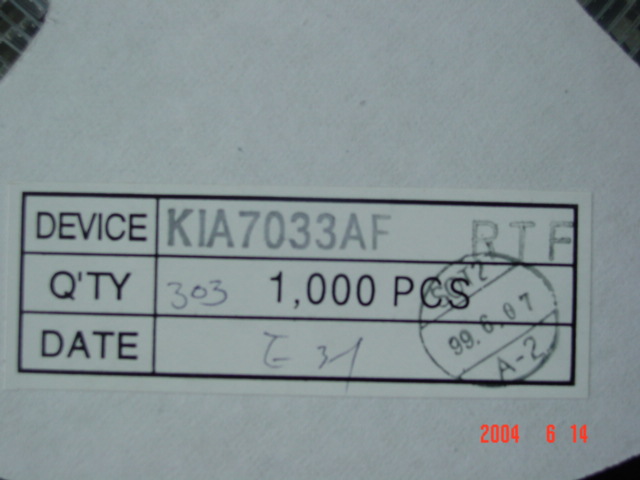 DEVICE KIA7033AF RTF
Q'TY 303 1,000 PCS
DATE
99.6.07
A-2
2004 6 14